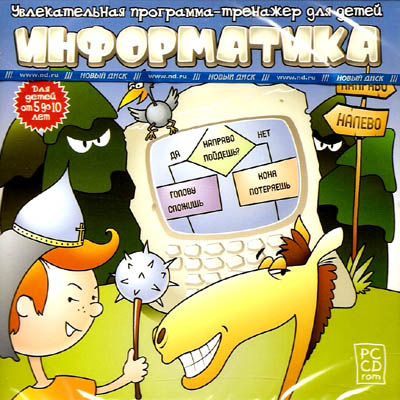 Увлекательная программа-тренажер для детей
ИНФОРМАТИКА
/// www.nd.ru /// НОВЫЙ ДИСК /// www.nd.ru /// НОВЫЙ ДИСК /// www.nd.ru /// НОВЫЙ ДИСК ///
Для детей от 5 до 10 лет
НАПРАВО
НАЛЕВО
ДА
НАПРАВО ПОЙДЕШЬ?
НЕТ
ГОЛОВУ СЛОЖИШЬ
КОНЯ ПОТЕРЯЕШЬ
PC
CD
rom